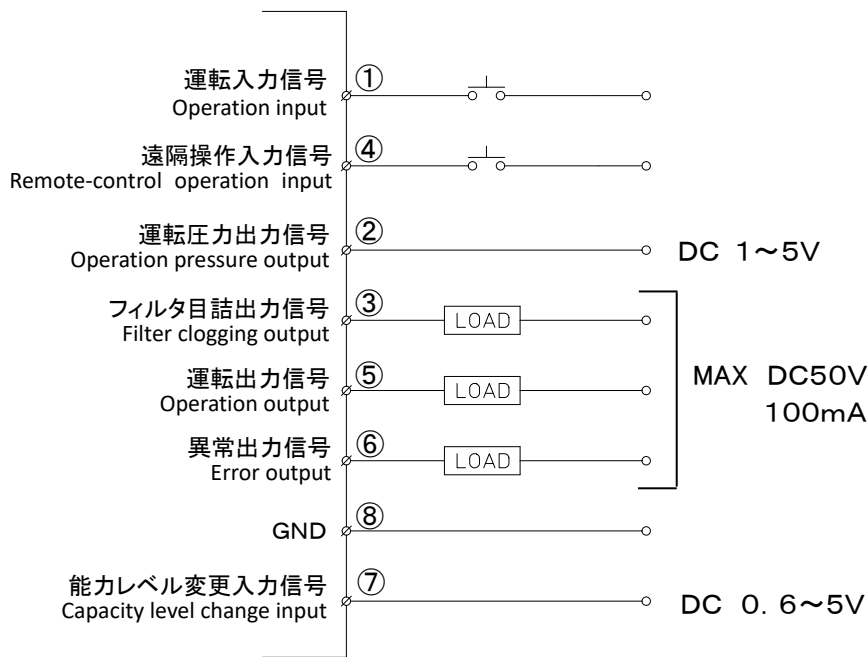 運転入力信号 ①
Operation input
遠隔操作入力信号 ④
Remote-control operation input
運転圧力出力信号 ②
Operation pressure output
DC 1～5V
フィルタ目詰出力信号 ③
Filter clogging output
LOAD
運転出力信号 ⑤
Operation output
LOAD
MAX DC50V
100mA
異常出力信号 ⑥
Error output
LOAD
GND ⑧
能力レベル変更入力信号 ⑦
Capacity level change input
DC 0.6～5V